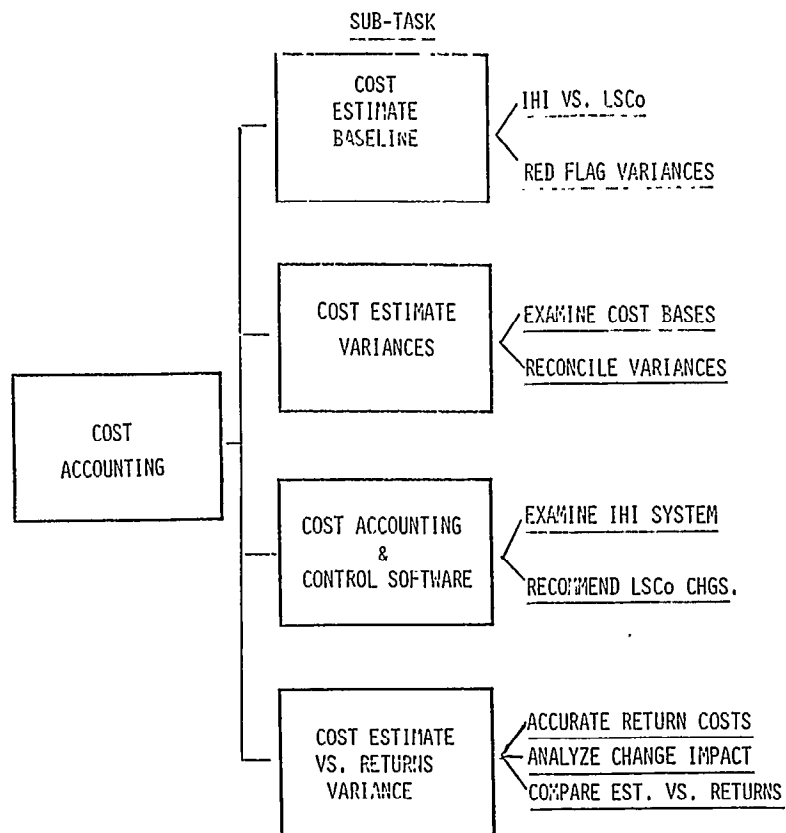 SUB-TASK
COST
ESTIMATE
BASELINE
IHI VS. LSCo
RED FLAG VARIANCES
COST ESTIMATE
VARIANCES
EXAMINE COST BASES
RECONCILE VARIANCES
COST
ACCOUNTING
COST ACCOUNTING
&
CONTROL SOFTWARE
EXAMINE IHI SYSTEM
RECOMMEND LSCo CHGS.
COST ESTIMATE
VS. RETURNS
VARIANCE
ACCURATE RETURN COSTS
ANALYZE CHANGE IMPACT
COMPARE EST. VS. RETURNS